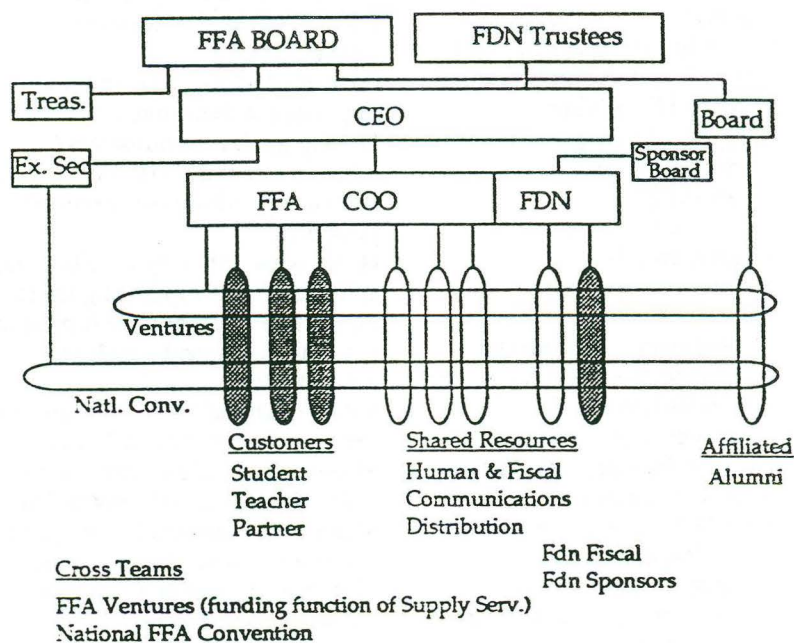 FFA BOARD
FDN Trustees
Treas.
CEO
Board
Ex. Sec
Sponsor
Board
FFA COO
FDN
Ventures
Natl. Conv.
Customers
Student
Teacher
Partner
Shared Resources
Human & Fiscal
Communications
Distribution
Affiliated
Alumni
Fdn Fiscal
Fdn Sponsors
Cross Teams
FFA Ventures (funding function of Supply Serv.)
National FFA Convention